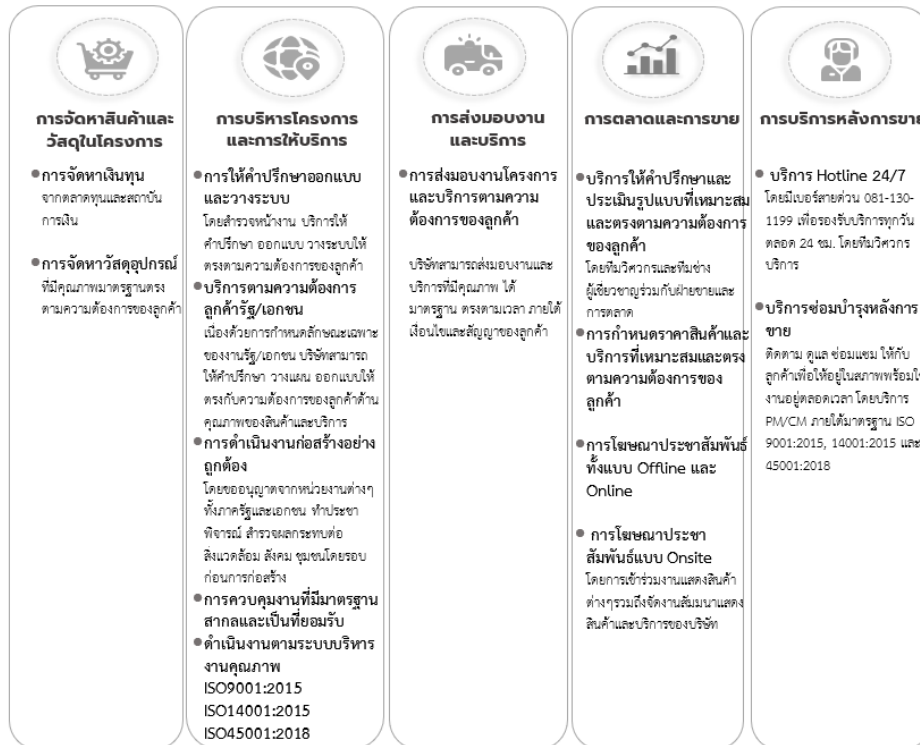 การจัดหาสินค้าและ
วัสดุในโครงการ
●การจัดหาเงินทุน
จากตลาดทุนและสถาบัน
การเงิน
●การจัดหาวัสดุอุปกรณ์
ที่มีคุณภาพมาตรฐานตรง
ตามความต้องการของลูกค้า
การบริหารโครงการ
และการให้บริการ
●การให้คำปรึกษาออกแบบ
และวางระบบ
โดยสำรวจหน้างาน บริการให้
คำปรึกษา ออกแบบ วางระบบให้
ตรงตามความต้องการของลูกค้า
●บริการตามความต้องการ
ลูกค้ารัฐ/เอกชน
เนื่องด้วยการกำหนดลักษณะเฉพาะ
ของงานรัฐ/เอกชน บริษัทสามารถ
ให้คำปรึกษา วางแผน ออกแบบให้
ตรงกับความต้องการของลูกค้าด้าน
คุณภาพของสินค้าและบริการ
●การดำเนินงานก่อสร้างอย่าง
ถูกต้อง
โดยขออนุญาตจากหน่วยงานต่างๆ
ทั้งภาครัฐและเอกชน ทำประชา
พิจารณ์ สำรวจผลกระทบต่อ
สิ่งแวดล้อม สังคม ชุมชนโดยรอบ
ก่อนการก่อสร้าง
●การควบคุมงานที่มีมาตรฐาน
สากลและเป็นที่ยอมรับ
●ดำเนินงานตามระบบบริหาร
งานคุณภาพ
ISO9001:2015
ISO14001:2015
ISO45001:2018
การส่งมอบงาน
และบริการ
●การส่งมอบงานโครงการ
และบริการตามความ
ต้องการของลูกค้า
บริษัทสามารถส่งมอบงานและ
บริการที่มีคุณภาพ ได้
มาตรฐาน ตรงตามเวลา ภายใต้
เงื่อนไขและสัญญาของลูกค้า
การตลาดและการขาย
●บริการให้คำปรึกษาและ
ประเมินรูปแบบที่เหมาะสม
และตรงตามความต้องการ
ของลูกค้า
โดยทีมวิศวกรและทีมช่าง
ผู้เชี่ยวชาญร่วมกับฝ่ายขายและ
การตลาด
●การกำหนดราคาสินค้าและ
บริการที่เหมาะสมและตรง
ตามความต้องการของ
ลูกค้า
●การโฆษณาประชาสัมพันธ์
ทั้งแบบ Offline และ
Online
● การโฆษณาประชา
สัมพันธ์แบบ Onsite
โดยการเข้าร่วมงานแสดงสินค้า
ต่างๆรวมถึงจัดงานสัมมนาแสดง
สินค้าและบริการของบริษัท
การบริการหลังการขาย
● บริการ Hotline 24/7
โดยมีเบอร์สายด่วน 081-130-
1199 เพื่อรองรับบริการทุกวัน
ตลอด 24 ชม. โดยทีมวิศวกร
บริการ
●บริการซ่อมบำรุงหลังการ
ขาย
ติดตาม ดูแล ซ่อมแซม ให้กับ
ลูกค้าเพื่อให้อยู่ในสภาพพร้อมใช้
งานอยู่ตลอดเวลา โดยบริการ
PM/CM ภายใต้มาตรฐาน ISO
9001:2015, 14001:2015 และ
45001:2018